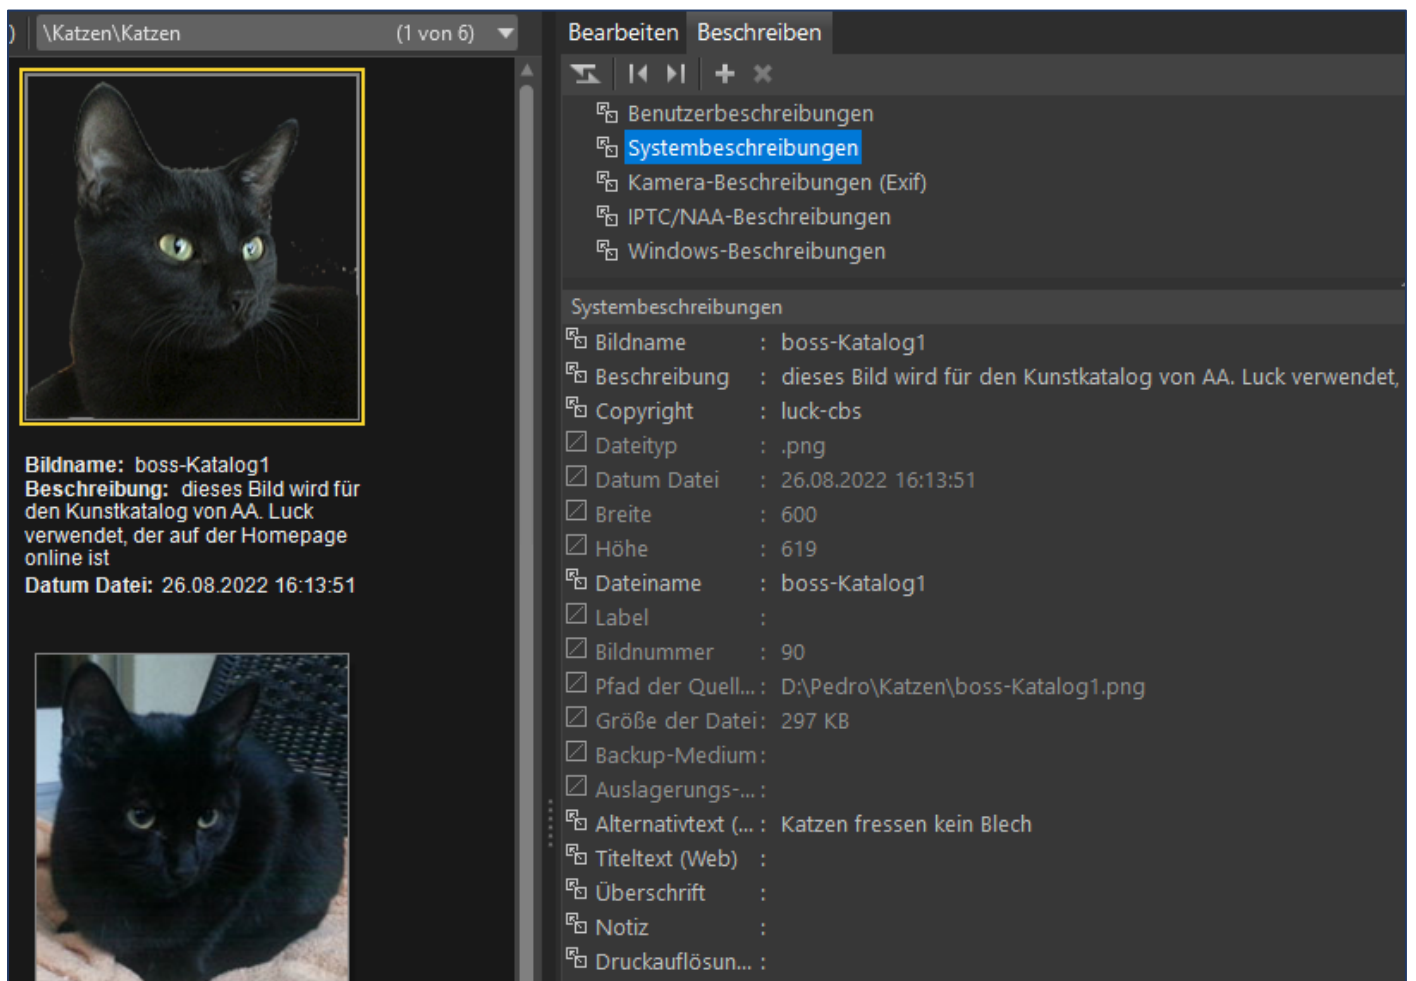 )
\Katzen\Katzen (1 von 6)
Bildname: boss-Katalog1
Beschreibung: dieses Bild wird für
den Kunstkatalog von AA. Luck
verwendet, der auf der Homepage
online ist
Datum Datei: 26.08.2022 16:13:51
Bearbeiten Beschreiben
Benutzerbeschreibungen
Systembeschreibungen
Kamera-Beschreibungen (Exif)
IPTC/NAA-Beschreibungen
Windows-Beschreibungen
Systembeschreibungen
Bildname : boss-Katalog1
Beschreibung : dieses Bild wird für den Kunstkatalog von AA. Luck verwendet,
Copyright : luck-cbs
Dateityp : .png
Datum Datei : 26.08.2022 16:13:51
Breite : 600
Höhe : 619
Dateiname : boss-Katalog1
Label :
Bildnummer : 90
Pfad der Quell... : D:\Pedro\Katzen\boss-Katalog1.png
Größe der Datei : 297 KB
Backup-Medium :
Auslagerungs-... :
Alternativtext (... : Katzen fressen kein Blech
Titeltext (Web) :
Überschrift :
Notiz :
Druckauflösun... :